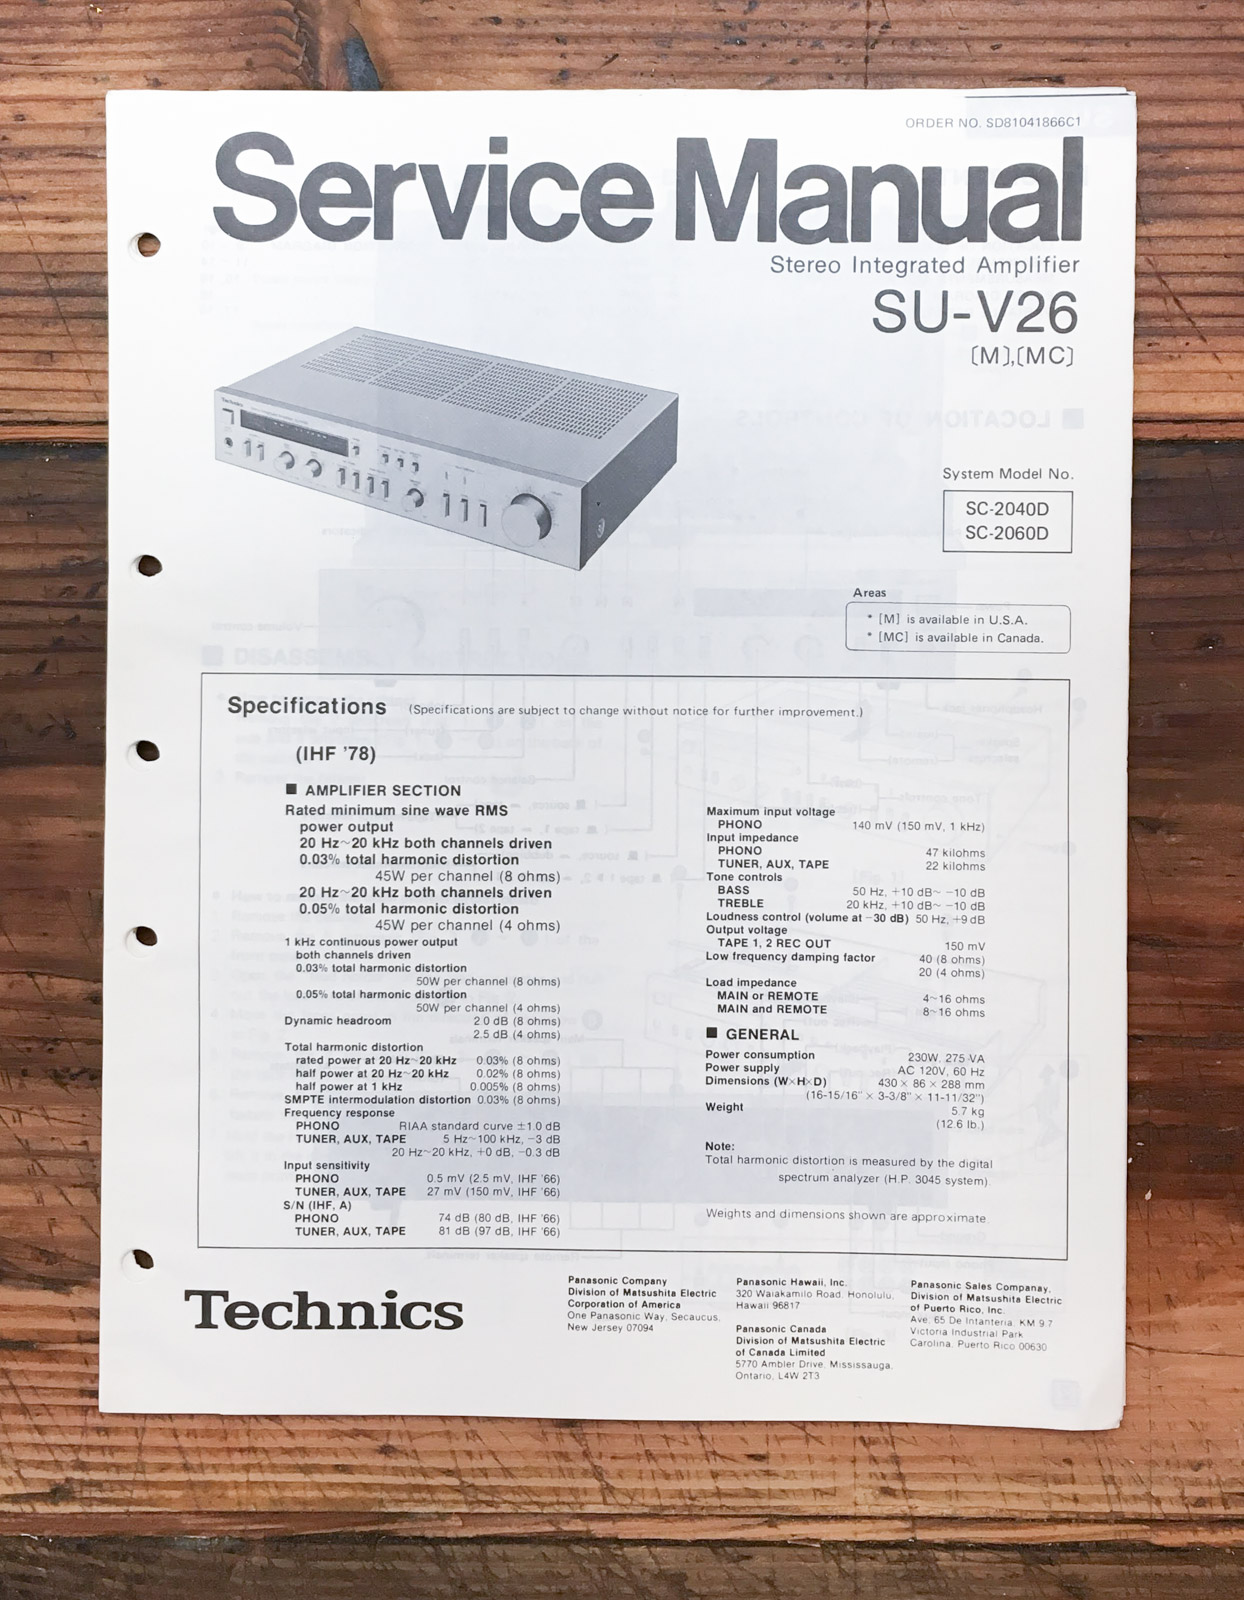 ORDER NO. SD81041866C1
Service Manual
Stereo Integrated Amplifier
SU-V26
[M],[MC]
Technics
System Model No.
SC-2040D
SC-2060D
Areas
* [M] is available in U.S.A.
* [MC] is available in Canada.
Specifications (Specifications are subject to change without notice for further improvement.)
(IHF '78)
■ AMPLIFIER SECTION
Rated minimum sine wave RMS
power output
20 Hz~20 kHz both channels driven
0.03% total harmonic distortion
45W per channel (8 ohms)
20 Hz~20 kHz both channels driven
0.05% total harmonic distortion
45W per channel (4 ohms)
1 kHz continuous power output
both channels driven
0.03% total harmonic distortion
50W per channel (8 ohms)
0.05% total harmonic distortion
50W per channel (4 ohms)
Dynamic headroom 2.0 dB (8 ohms)
2.5 dB (4 ohms)
Total harmonic distortion
rated power at 20 Hz~20 kHz 0.03% (8 ohms)
half power at 20 Hz~20 kHz 0.02% (8 ohms)
half power at 1 kHz 0.005% (8 ohms)
SMPTE intermodulation distortion 0.03% (8 ohms)
Frequency response
PHONO RIAA standard curve ±1.0 dB
TUNER, AUX, TAPE 5 Hz~100 kHz, −3 dB
20 Hz~20 kHz, +0 dB, −0.3 dB
Input sensitivity
PHONO 0.5 mV (2.5 mV, IHF '66)
TUNER, AUX, TAPE 27 mV (150 mV, IHF '66)
S/N (IHF, A)
PHONO 74 dB (80 dB, IHF '66)
TUNER, AUX, TAPE 81 dB (97 dB, IHF '66)
Maximum input voltage
PHONO 140 mV (150 mV, 1 kHz)
Input impedance
PHONO 47 kilohms
TUNER, AUX, TAPE 22 kilohms
Tone controls
BASS 50 Hz, +10 dB~ −10 dB
TREBLE 20 kHz, +10 dB~ −10 dB
Loudness control (volume at −30 dB) 50 Hz, +9 dB
Output voltage
TAPE 1, 2 REC OUT 150 mV
Low frequency damping factor 40 (8 ohms)
20 (4 ohms)
Load impedance
MAIN or REMOTE 4~16 ohms
MAIN and REMOTE 8~16 ohms
■ GENERAL
Power consumption 230W, 275 VA
Power supply AC 120V, 60 Hz
Dimensions (W×H×D) 430 × 86 × 288 mm
(16-15/16" × 3-3/8" × 11-11/32")
Weight 5.7 kg
(12.6 lb.)
Note:
Total harmonic distortion is measured by the digital
spectrum analyzer (H.P. 3045 system).
Weights and dimensions shown are approximate.
Technics
Panasonic Company
Division of Matsushita Electric
Corporation of America
One Panasonic Way, Secaucus,
New Jersey 07094
Panasonic Hawaii, Inc.
320 Waiakamilo Road, Honolulu,
Hawaii 96817
Panasonic Canada
Division of Matsushita Electric
of Canada Limited
5770 Ambler Drive, Mississauga,
Ontario, L4W 2T3
Panasonic Sales Companay,
Division of Matsushita Electric
of Puerto Rico, Inc.
Ave. 65 De Infanteria, KM 9.7
Victoria Industrial Park
Carolina, Puerto Rico 00630